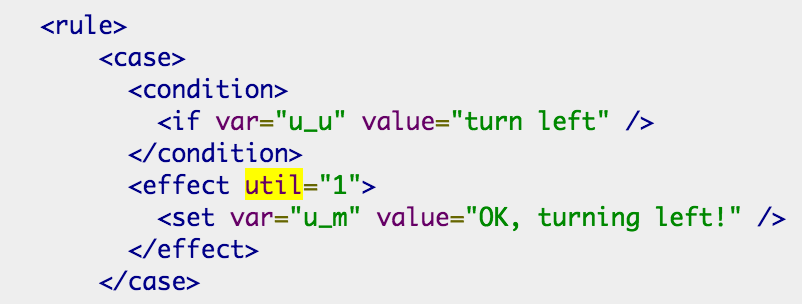 <rule>
<case>
<condition>
<if var="u_u" value="turn left" />
</condition>
<effect util="1">
<set var="u_m" value="OK, turning left!" />
</effect>
</case>